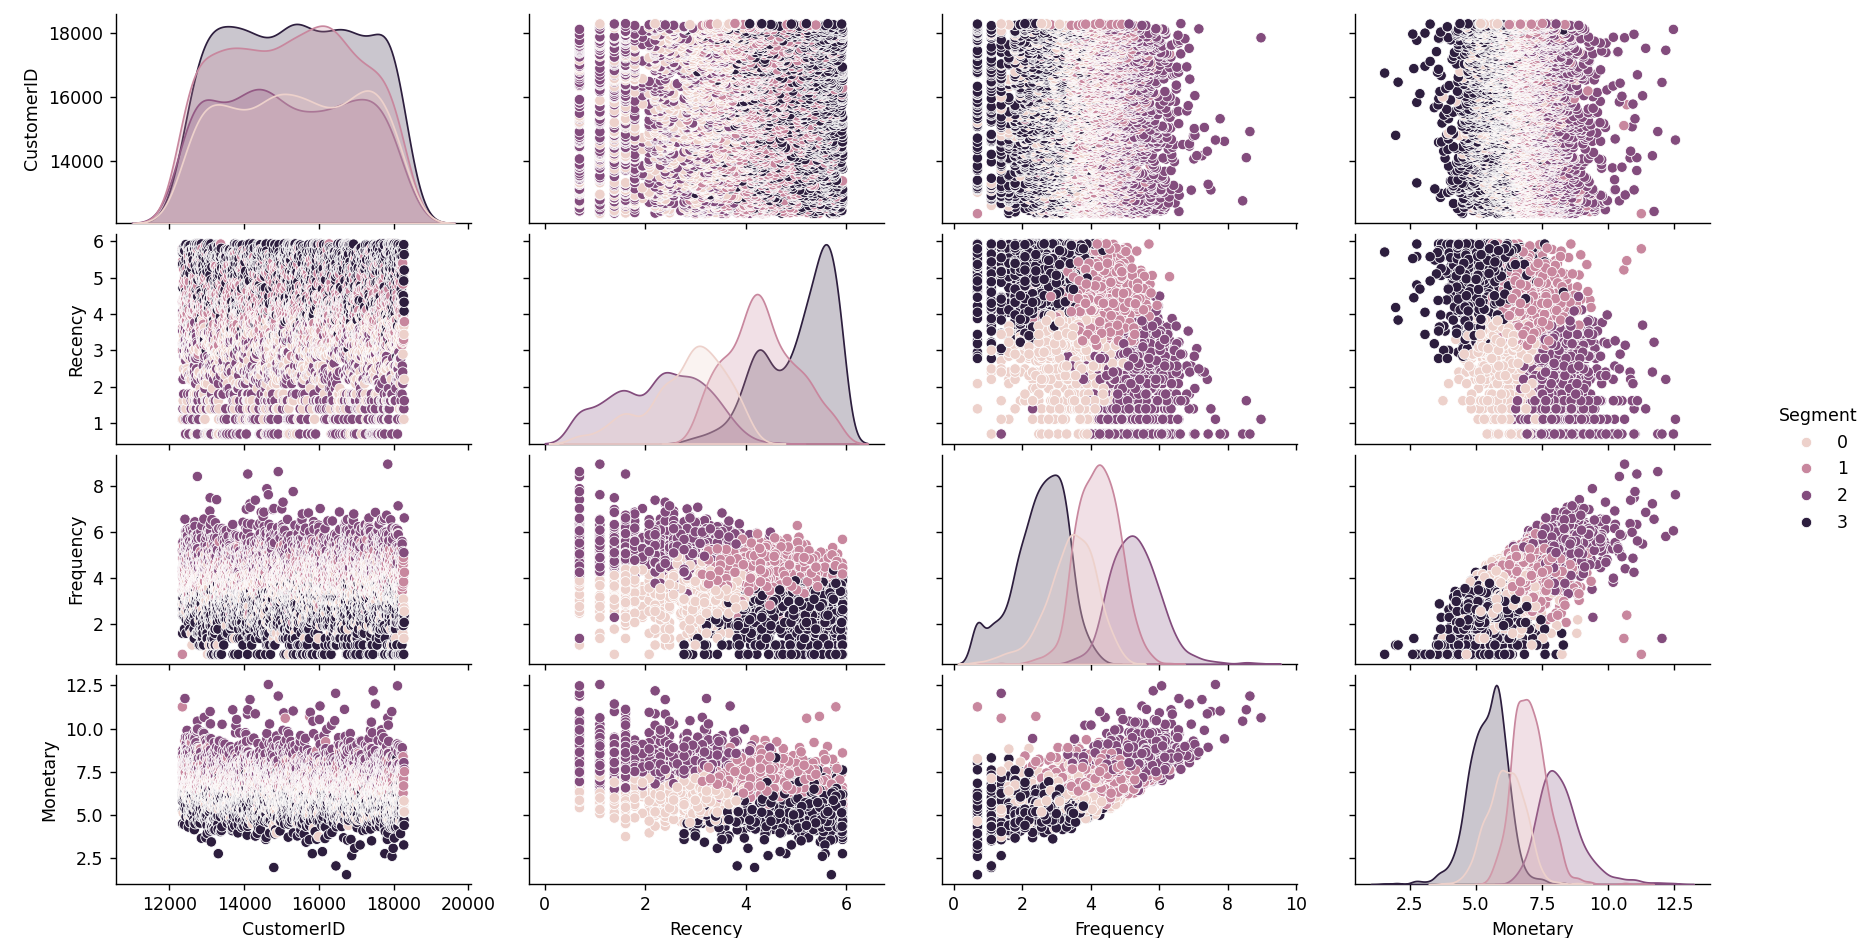 CustomerID
18000
16000
14000
Recency
6
5
4
3
2
1
Frequency
8
6
4
2
Monetary
12.5
10.0
7.5
5.0
2.5
12000 14000 16000 18000 20000
0 2 4 6
0 2 4 6 8 10
2.5 5.0 7.5 10.0 12.5
CustomerID
Recency
Frequency
Monetary
Segment
0
1
2
3